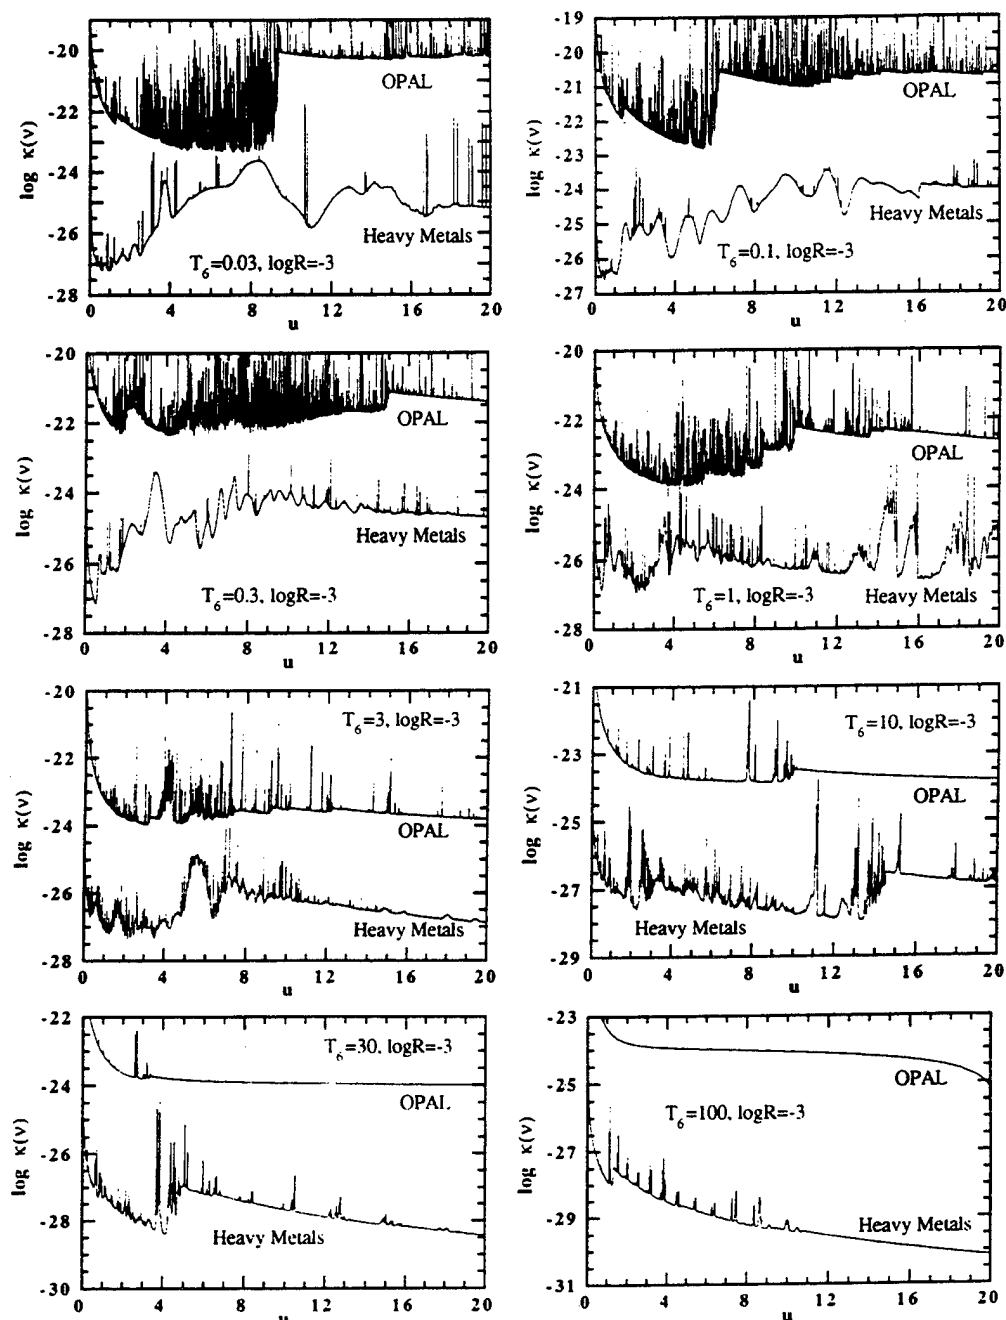 -20
-22
-24
-26
-28
log κ(ν)
OPAL
Heavy Metals
T6=0.03, logR=-3
0 4 8 12 16 20
u
-19
-20
-21
-22
-23
-24
-25
-26
-27
log κ(ν)
OPAL
Heavy Metals
T6=0.1, logR=-3
0 4 8 12 16 20
u
-20
-22
-24
-26
-28
log κ(ν)
OPAL
Heavy Metals
T6=0.3, logR=-3
0 4 8 12 16 20
u
-20
-22
-24
-26
-28
log κ(ν)
OPAL
T6=1, logR=-3
Heavy Metals
0 4 8 12 16 20
u
-20
-22
-24
-26
-28
log κ(ν)
T6=3, logR=-3
OPAL
Heavy Metals
0 4 8 12 16 20
u
-21
-23
-25
-27
-29
log κ(ν)
T6=10, logR=-3
OPAL
Heavy Metals
0 4 8 12 16 20
u
-22
-24
-26
-28
-30
log κ(ν)
T6=30, logR=-3
OPAL
Heavy Metals
0 4 8 12 16 20
u
-23
-25
-27
-29
-31
log κ(ν)
OPAL
T6=100, logR=-3
Heavy Metals
0 4 8 12 16 20
u